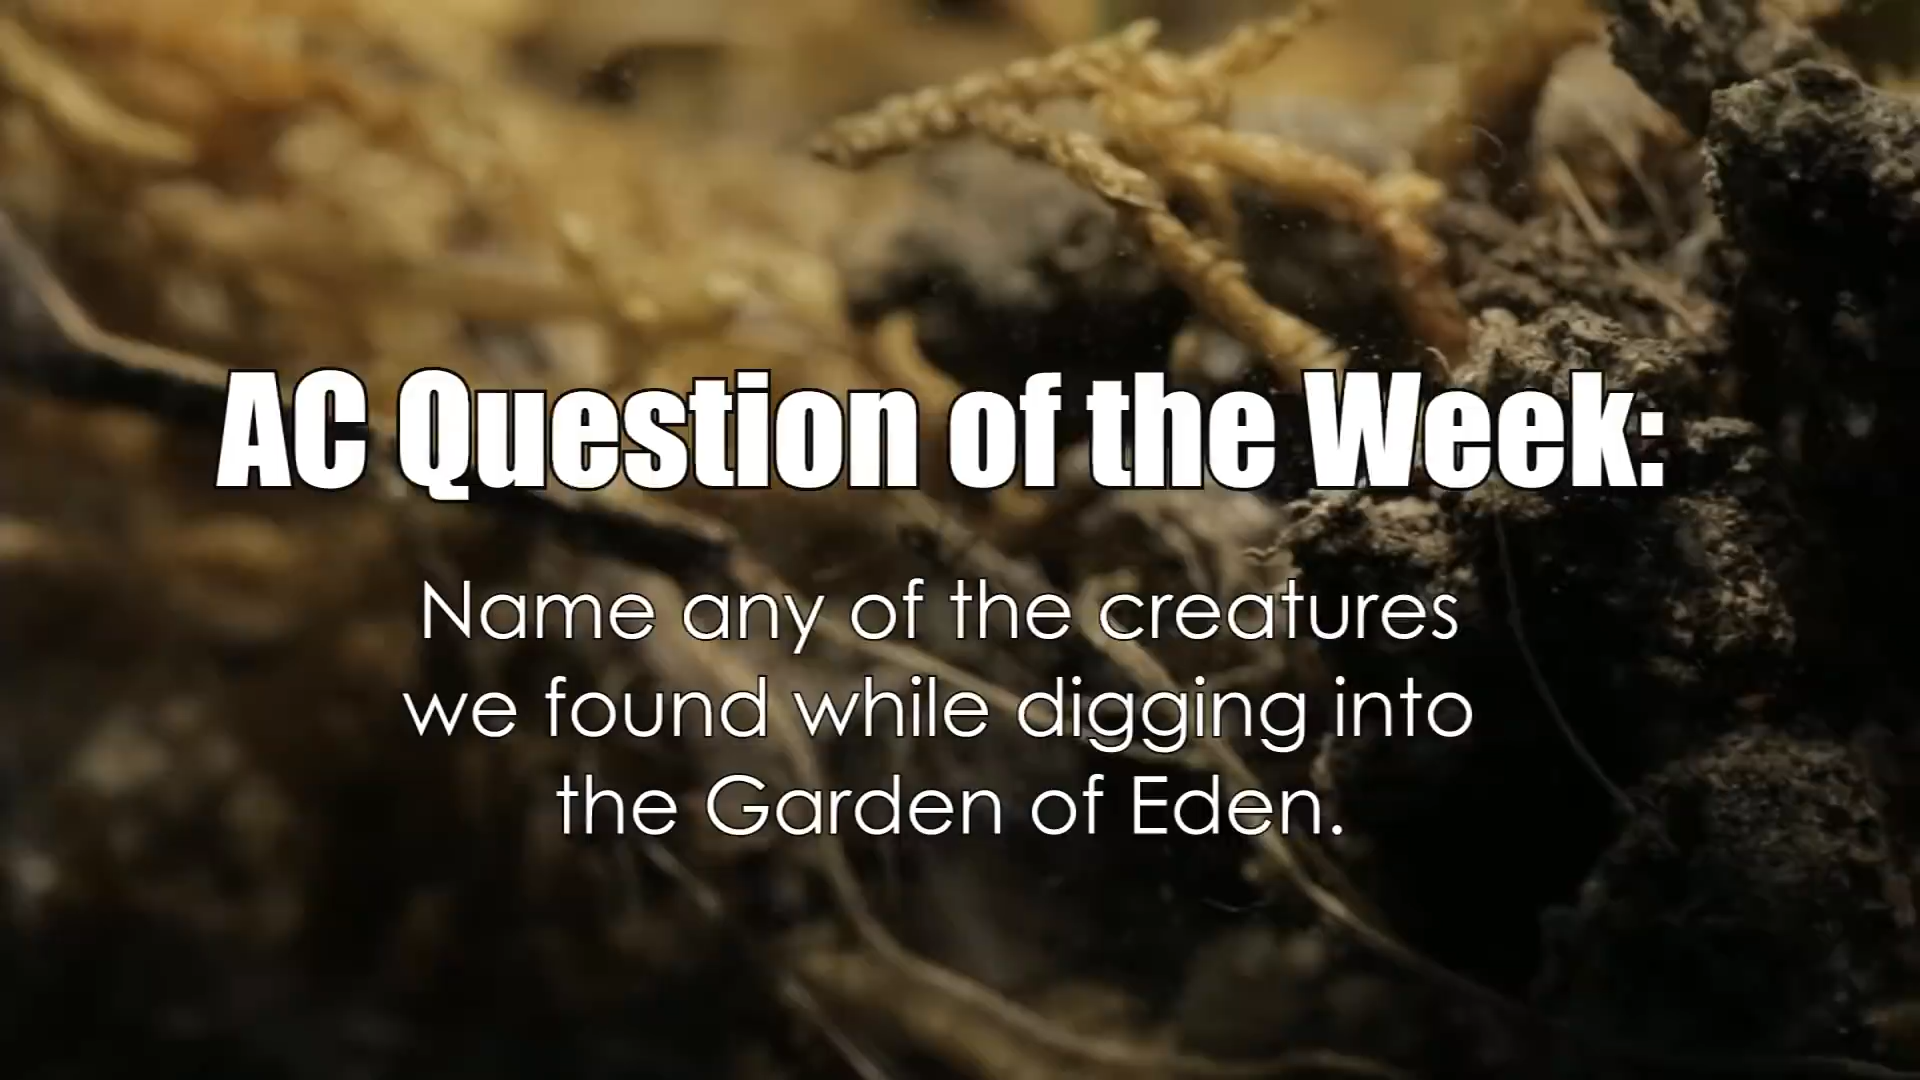 AC Question of the Week:
Name any of the creatures
we found while digging into
the Garden of Eden.